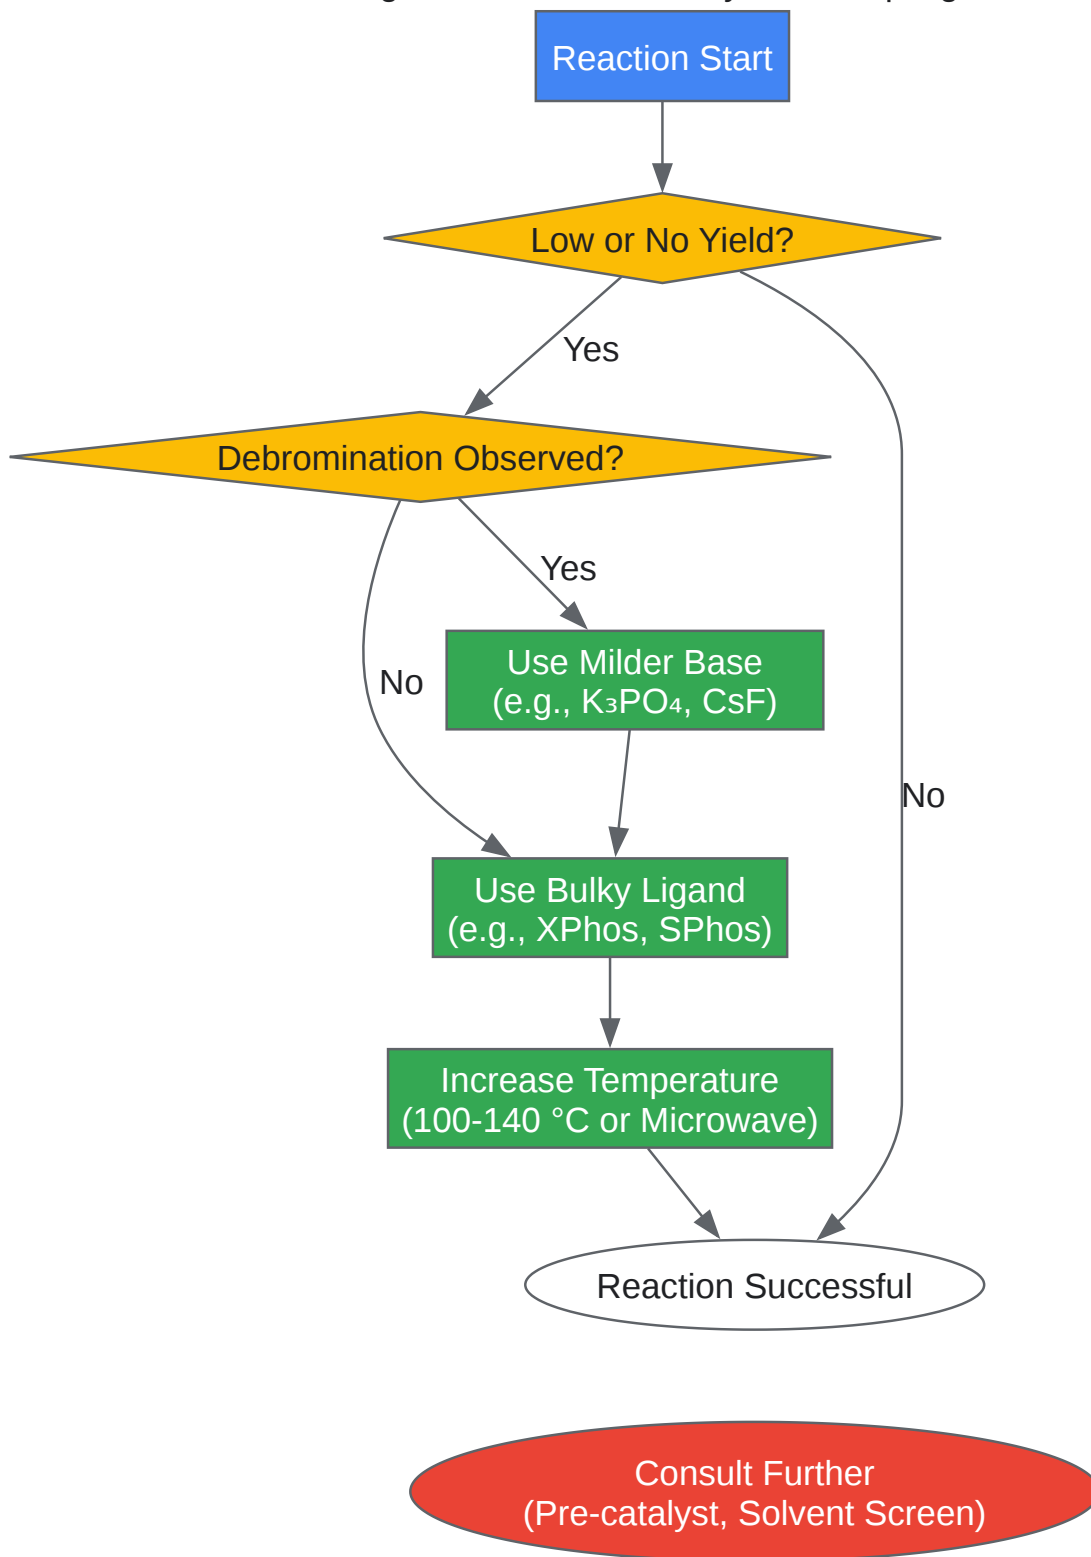 Reaction Start
Low or No Yield?
Yes
Debromination Observed?
Yes
Use Milder Base
(e.g., K₃PO₄, CsF)
No
No
Use Bulky Ligand
(e.g., XPhos, SPhos)
Increase Temperature
(100-140 °C or Microwave)
Reaction Successful
Consult Further
(Pre-catalyst, Solvent Screen)